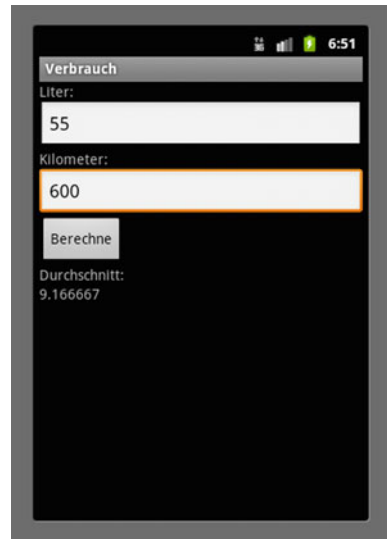 6:51
Verbrauch
Liter:
55
Kilometer:
600
Berechne
Durchschnitt:
9.166667